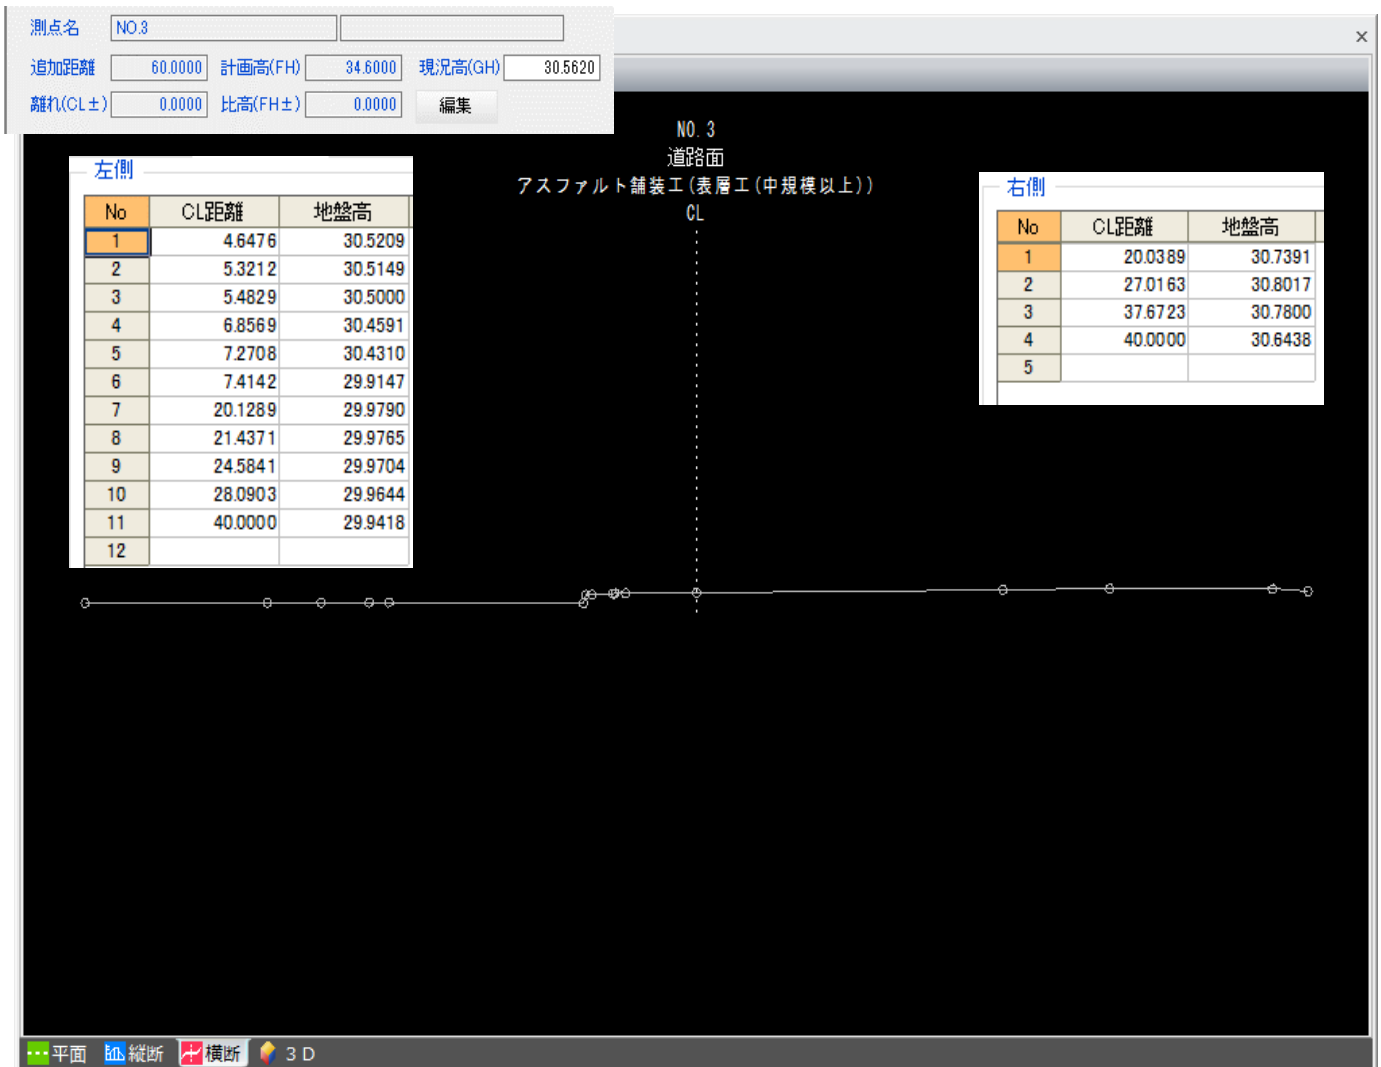 測点名 NO.3
追加距離 60.0000 計画高(FH) 34.6000 現況高(GH) 30.5620
離れ(CL±) 0.0000 比高(FH±) 0.0000 編集
NO.3
道路面
アスファルト舗装工(表層工(中規模以上))
CL
左側
No CL距離 地盤高
1 4.6476 30.5209
2 5.3212 30.5149
3 5.4829 30.5000
4 6.8569 30.4591
5 7.2708 30.4310
6 7.4142 29.9147
7 20.1289 29.9790
8 21.4371 29.9765
9 24.5841 29.9704
10 28.0903 29.9644
11 40.0000 29.9418
12
右側
No CL距離 地盤高
1 20.0389 30.7391
2 27.0163 30.8017
3 37.6723 30.7800
4 40.0000 30.6438
5
平面 縦断 横断 3D